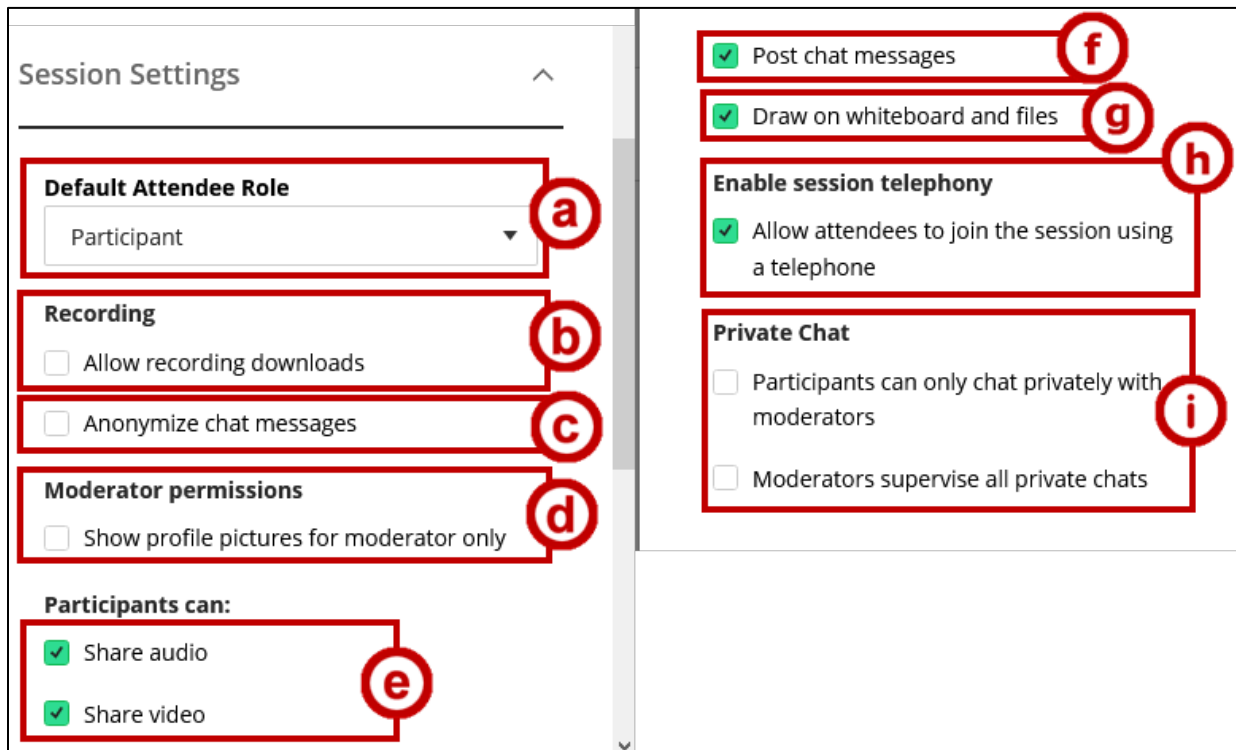 Session Settings
Default Attendee Role
a
Participant
Recording
b
Allow recording downloads
Anonymize chat messages
c
Moderator permissions
d
Show profile pictures for moderator only
Participants can:
Share audio
e
Share video
Post chat messages
f
Draw on whiteboard and files
g
h
Enable session telephony
Allow attendees to join the session using
a telephone
Private Chat
Participants can only chat privately with
moderators
i
Moderators supervise all private chats